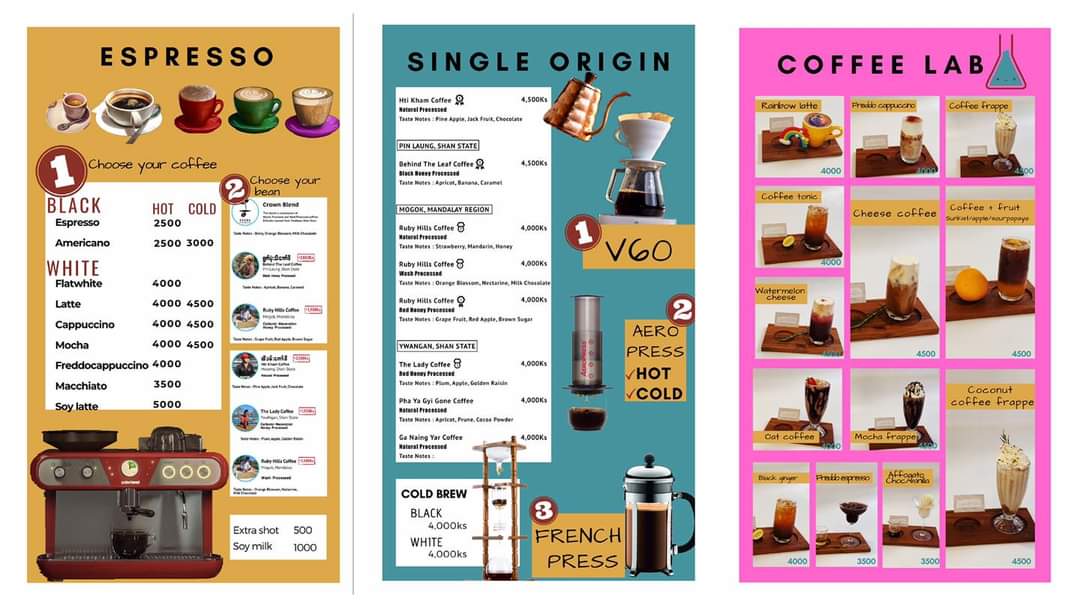 ESPRESSO
1 Choose your coffee
BLACK HOT COLD
Espresso 2500
Americano 2500 3000
WHITE
Flatwhite 4000
Latte 4000 4500
Cappuccino 4000 4500
Mocha 4000 4500
Freddocappuccino 4000
Macchiato 3500
Soy latte 5000
2 Choose your
bean
Crown Blend
Behind The Leaf Coffee
Taste Notes : Apricot, Banana, Caramel
Ruby Hills Coffee
Mogok, Mandalay
Taste Notes : Grape Fruit, Red Apple, Brown Sugar
Hti Kham Coffee
Taste Notes : Pine Apple, Jack Fruit, Chocolate
The Lady Coffee
Ywangan, Shan State
Taste Notes : Plum, Apple, Golden Raisin
Ruby Hills Coffee
Mogok, Mandalay
Wash Processed
Taste Notes : Orange Blossom, Nectarine,
Milk Chocolate
Extra shot 500
Soy milk 1000
SINGLE ORIGIN
Hti Kham Coffee 4,500Ks
Natural Processed
Taste Notes : Pine Apple, Jack Fruit, Chocolate
PIN LAUNG, SHAN STATE
Behind The Leaf Coffee 4,500Ks
Black Honey Processed
Taste Notes : Apricot, Banana, Caramel
MOGOK, MANDALAY REGION
Ruby Hills Coffee 4,000Ks
Natural Processed
Taste Notes : Strawberry, Mandarin, Honey
Ruby Hills Coffee 4,000Ks
Wash Processed
Taste Notes : Orange Blossom, Nectarine, Milk Chocolate
Ruby Hills Coffee 4,000Ks
Natural Processed
Taste Notes : Grape Fruit, Red Apple, Brown Sugar
YWANGAN, SHAN STATE
The Lady Coffee 4,000Ks
Red Honey Processed
Taste Notes : Plum, Apple, Golden Raisin
Pha Ya Gyi Gone Coffee 4,000Ks
Natural Processed
Taste Notes : Apricot, Prune, Cocoa Powder
Ga Naing Yar Coffee 4,000Ks
Natural Processed
Taste Notes :
COLD BREW
BLACK
4,000ks
WHITE
4,000ks
1
V60
2
AERO
PRESS
HOT
COLD
3
FRENCH
PRESS
COFFEE LAB
Rainbow latte
4000
Freddo cappuccino
Coffee frappe
Coffee tonic
4000
Cheese coffee
4500
Coffee + fruit
Sunkist/apple/sourpapaya
4500
Watermelon
cheese
Oat coffee
Mocha frappe
Coconut
coffee frappe
4500
Black ginger
4000
Freddo espresso
3500
Affogato
Choc/Vanilla
3500